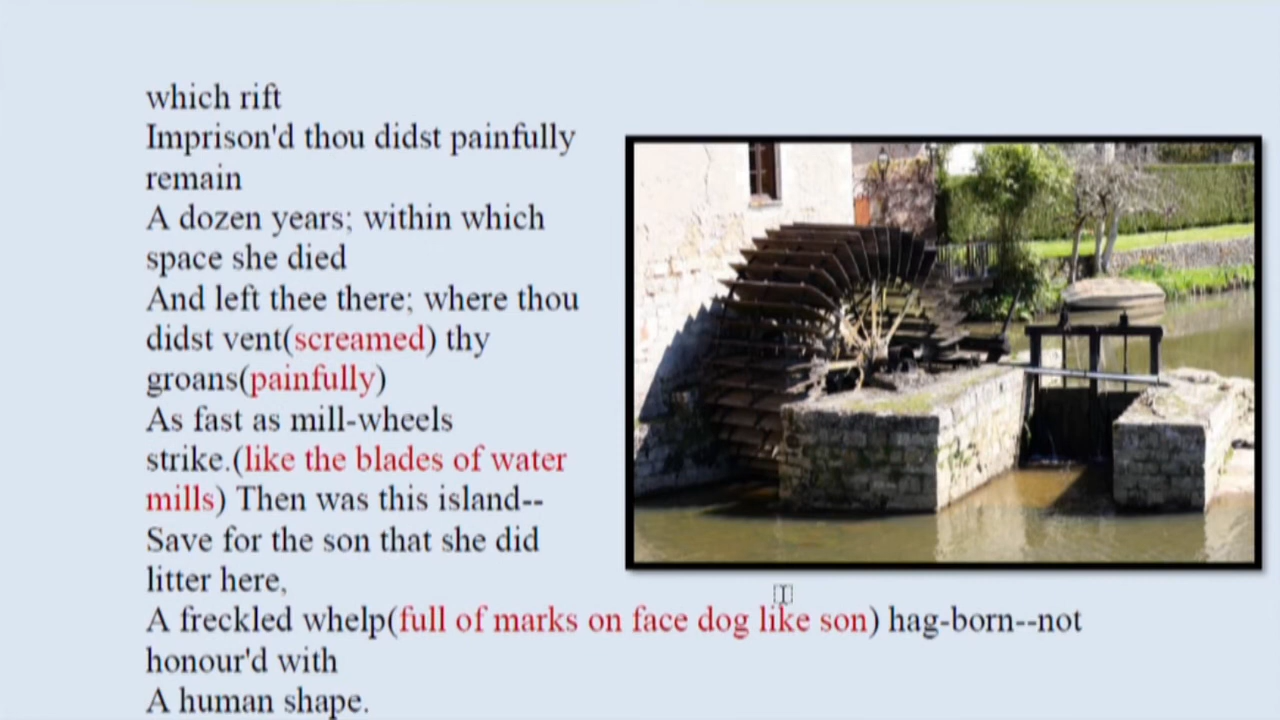 which rift
Imprison'd thou didst painfully
remain
A dozen years; within which
space she died
And left thee there; where thou
didst vent(screamed) thy
groans(painfully)
As fast as mill-wheels
strike.(like the blades of water
mills) Then was this island--
Save for the son that she did
litter here,
A freckled whelp(full of marks on face dog like son) hag-born--not
honour'd with
A human shape.